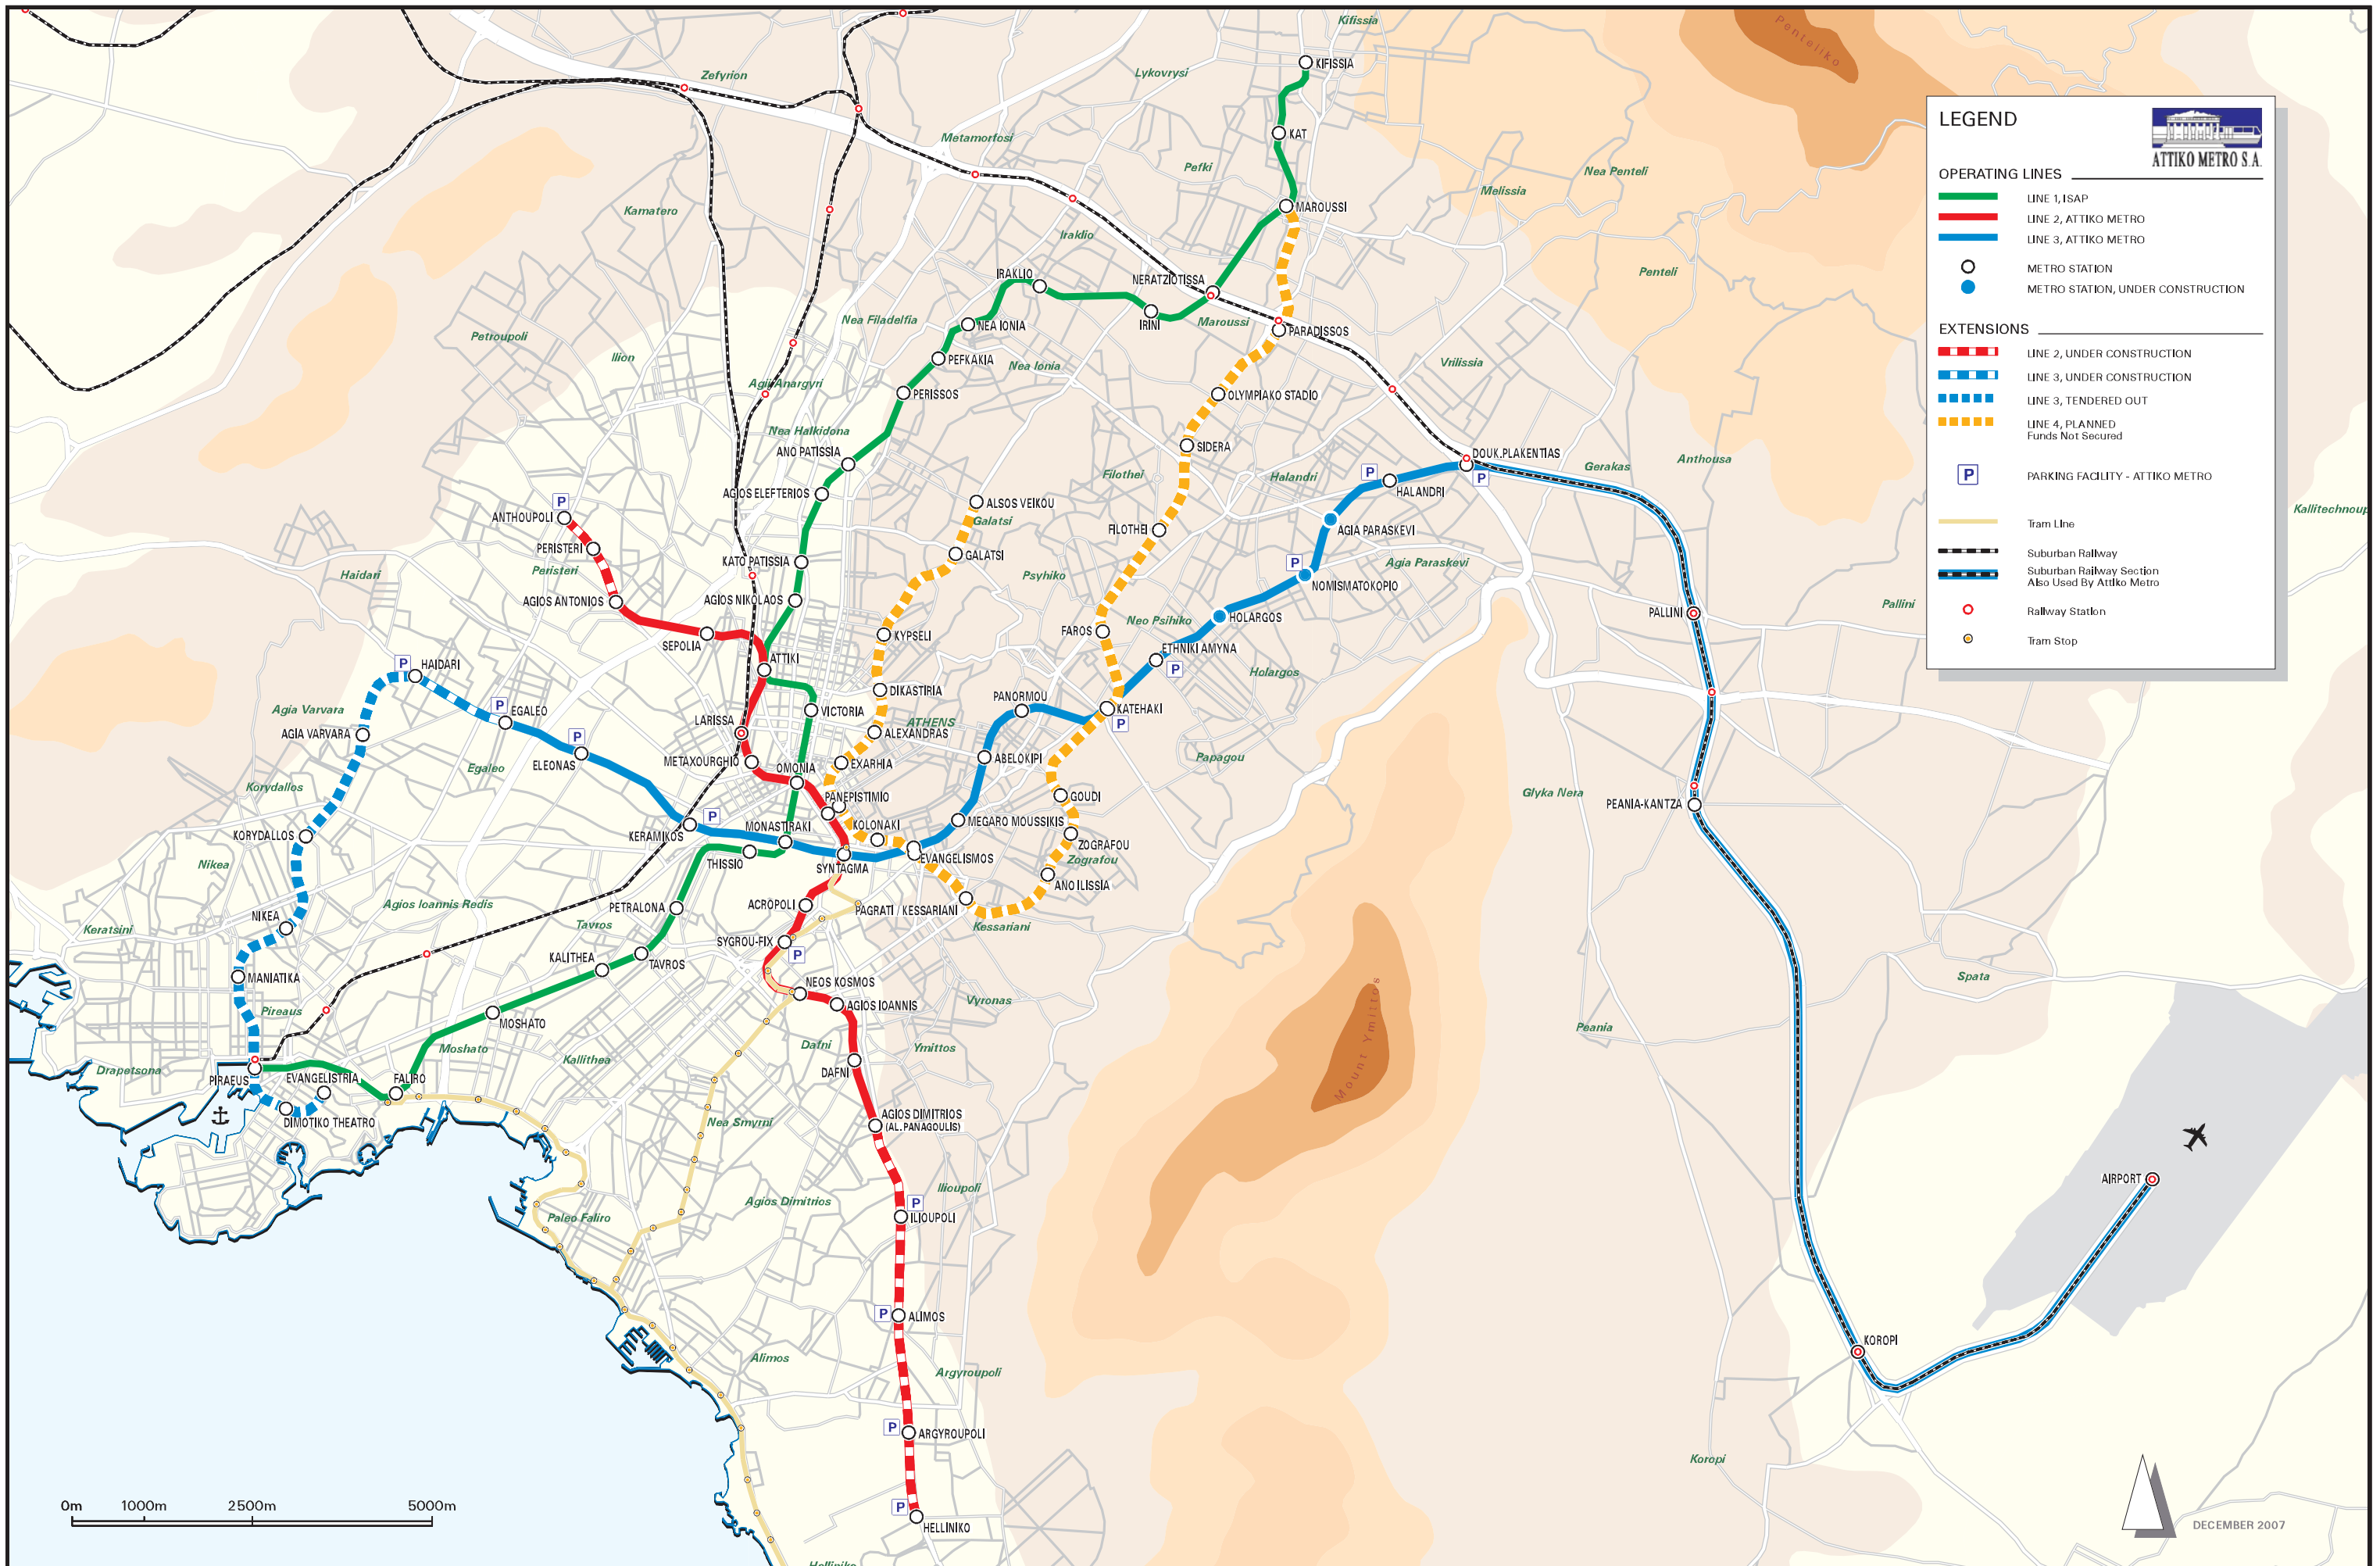 Kifissia
Penteliko
Zefyrion
Lykovrysi
KIFISSIA
Metamorfosi
KAT
Pefki
Nea Penteli
Melissia
Kamatero
MAROUSSI
Iraklio
Penteli
IRAKLIO
NERATZIOTISSA
Nea Filadelfia
NEA IONIA
IRINI
Maroussi
PARADISSOS
Petroupoli
Ilion
PEFKAKIA
Nea Ionia
Vrilissia
Agii Anargyri
PERISSOS
OLYMPIAKO STADIO
Nea Halkidona
ANO PATISSIA
SIDERA
DOUK.PLAKENTIAS
Gerakas
Anthousa
Filothei
Halandri
HALANDRI
P
P
AGIOS ELEFTERIOS
ALSOS VEIKOU
Galatsi
P
ANTHOUPOLI
FILOTHEI
AGIA PARASKEVI
PERISTERI
Peristeri
KATO PATISSIA
GALATSI
P
Agia Paraskevi
Haidari
Psyhiko
NOMISMATOKOPIO
AGIOS ANTONIOS
AGIOS NIKOLAOS
Neo Psihiko
HOLARGOS
PALLINI
Pallini
KYPSELI
FAROS
SEPOLIA
ETHNIKI AMYNA
P
ATTIKI
P
HAIDARI
Holargos
DIKASTIRIA
PANORMOU
Agia Varvara
P
EGALEO
VICTORIA
KATEHAKI
P
LARISSA
ATHENS
AGIA VARVARA
P
ALEXANDRAS
METAXOURGHIO
ELEONAS
Egaleo
EXARHIA
ABELOKIPI
Papagou
OMONIA
Korydallos
PANEPISTIMIO
GOUDI
Glyka Nera
PEANIA-KANTZA
P
KERAMIKOS
MONASTIRAKI
KOLONAKI
MEGARO MOUSSIKIS
KORYDALLOS
ZOGRAFOU
Zografou
Nikea
THISSIO
SYNTAGMA
EVANGELISMOS
ANO ILISSIA
Agios Ioannis Redis
PETRALONA
ACROPOLI
PAGRATI / KESSARIANI
NIKEA
Keratsini
Tavros
Kessariani
SYGROU-FIX
P
KALITHEA
TAVROS
MANIATIKA
NEOS KOSMOS
Spata
Vyronas
AGIOS IOANNIS
Pireaus
MOSHATO
Peania
Moshato
Kallithea
Dafni
Ymittos
Mount Ymittos
Drapetsona
PIRAEUS
EVANGELISTRIA
FALIRO
DAFNI
DIMOTIKO THEATRO
Nea Smyrni
AGIOS DIMITRIOS
(AL.PANAGOULIS)
AIRPORT
Ilioupoli
Agios Dimitrios
P
ILIOUPOLI
Paleo Faliro
P
ALIMOS
KOROPI
Alimos
Argyroupoli
P
ARGYROUPOLI
Koropi
P
HELLINIKO
Kallitechnoup
LEGEND
ATTIKO METRO S.A.
OPERATING LINES
LINE 1, ISAP
LINE 2, ATTIKO METRO
LINE 3, ATTIKO METRO
METRO STATION
METRO STATION, UNDER CONSTRUCTION
EXTENSIONS
LINE 2, UNDER CONSTRUCTION
LINE 3, UNDER CONSTRUCTION
LINE 3, TENDERED OUT
LINE 4, PLANNED
Funds Not Secured
P
PARKING FACILITY - ATTIKO METRO
Tram Line
Suburban Railway
Suburban Railway Section
Also Used By Attiko Metro
Railway Station
Tram Stop
0m 1000m 2500m 5000m
DECEMBER 2007